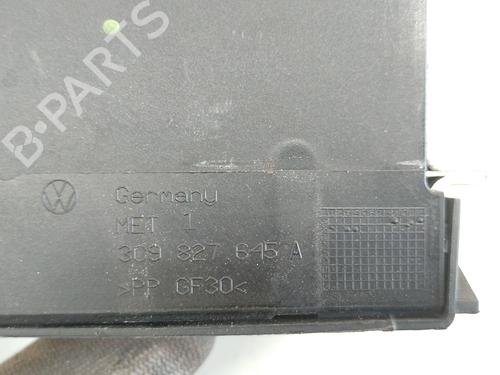 B-PARTS
Germany
MET 1
3C9 827 645 A
>PP GF30<